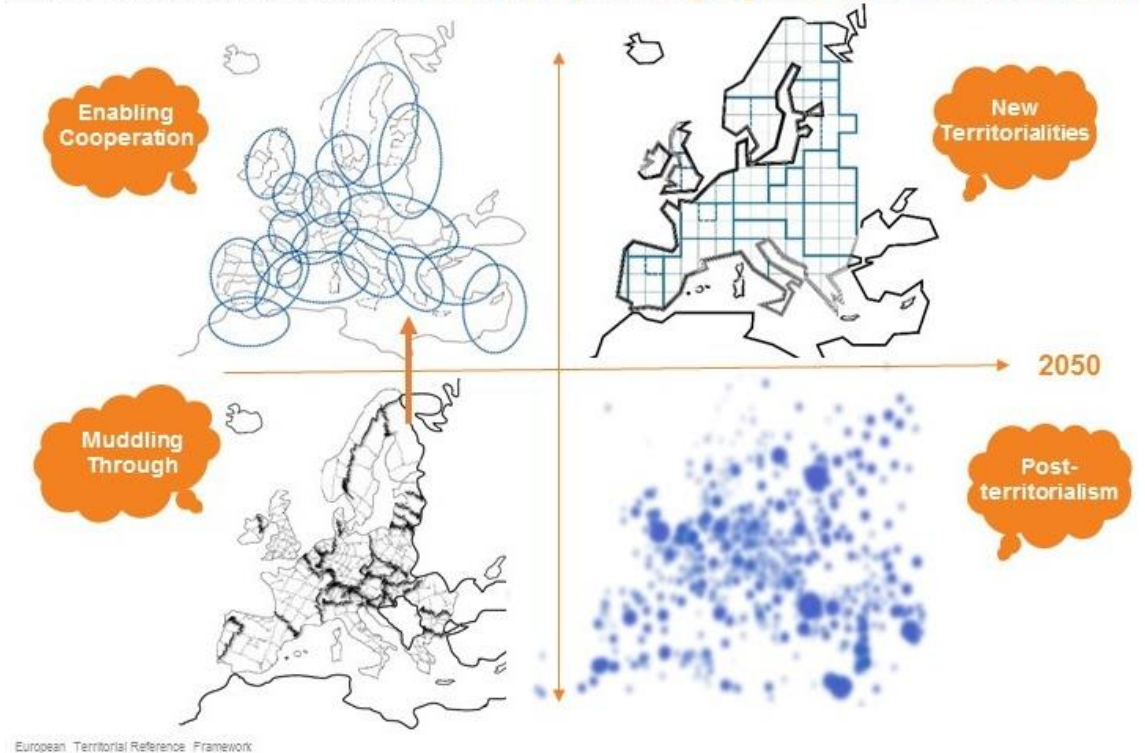 Enabling
Cooperation
New
Territorialities
2050
Muddling
Through
Post-
territorialism
European Territorial Reference Framework